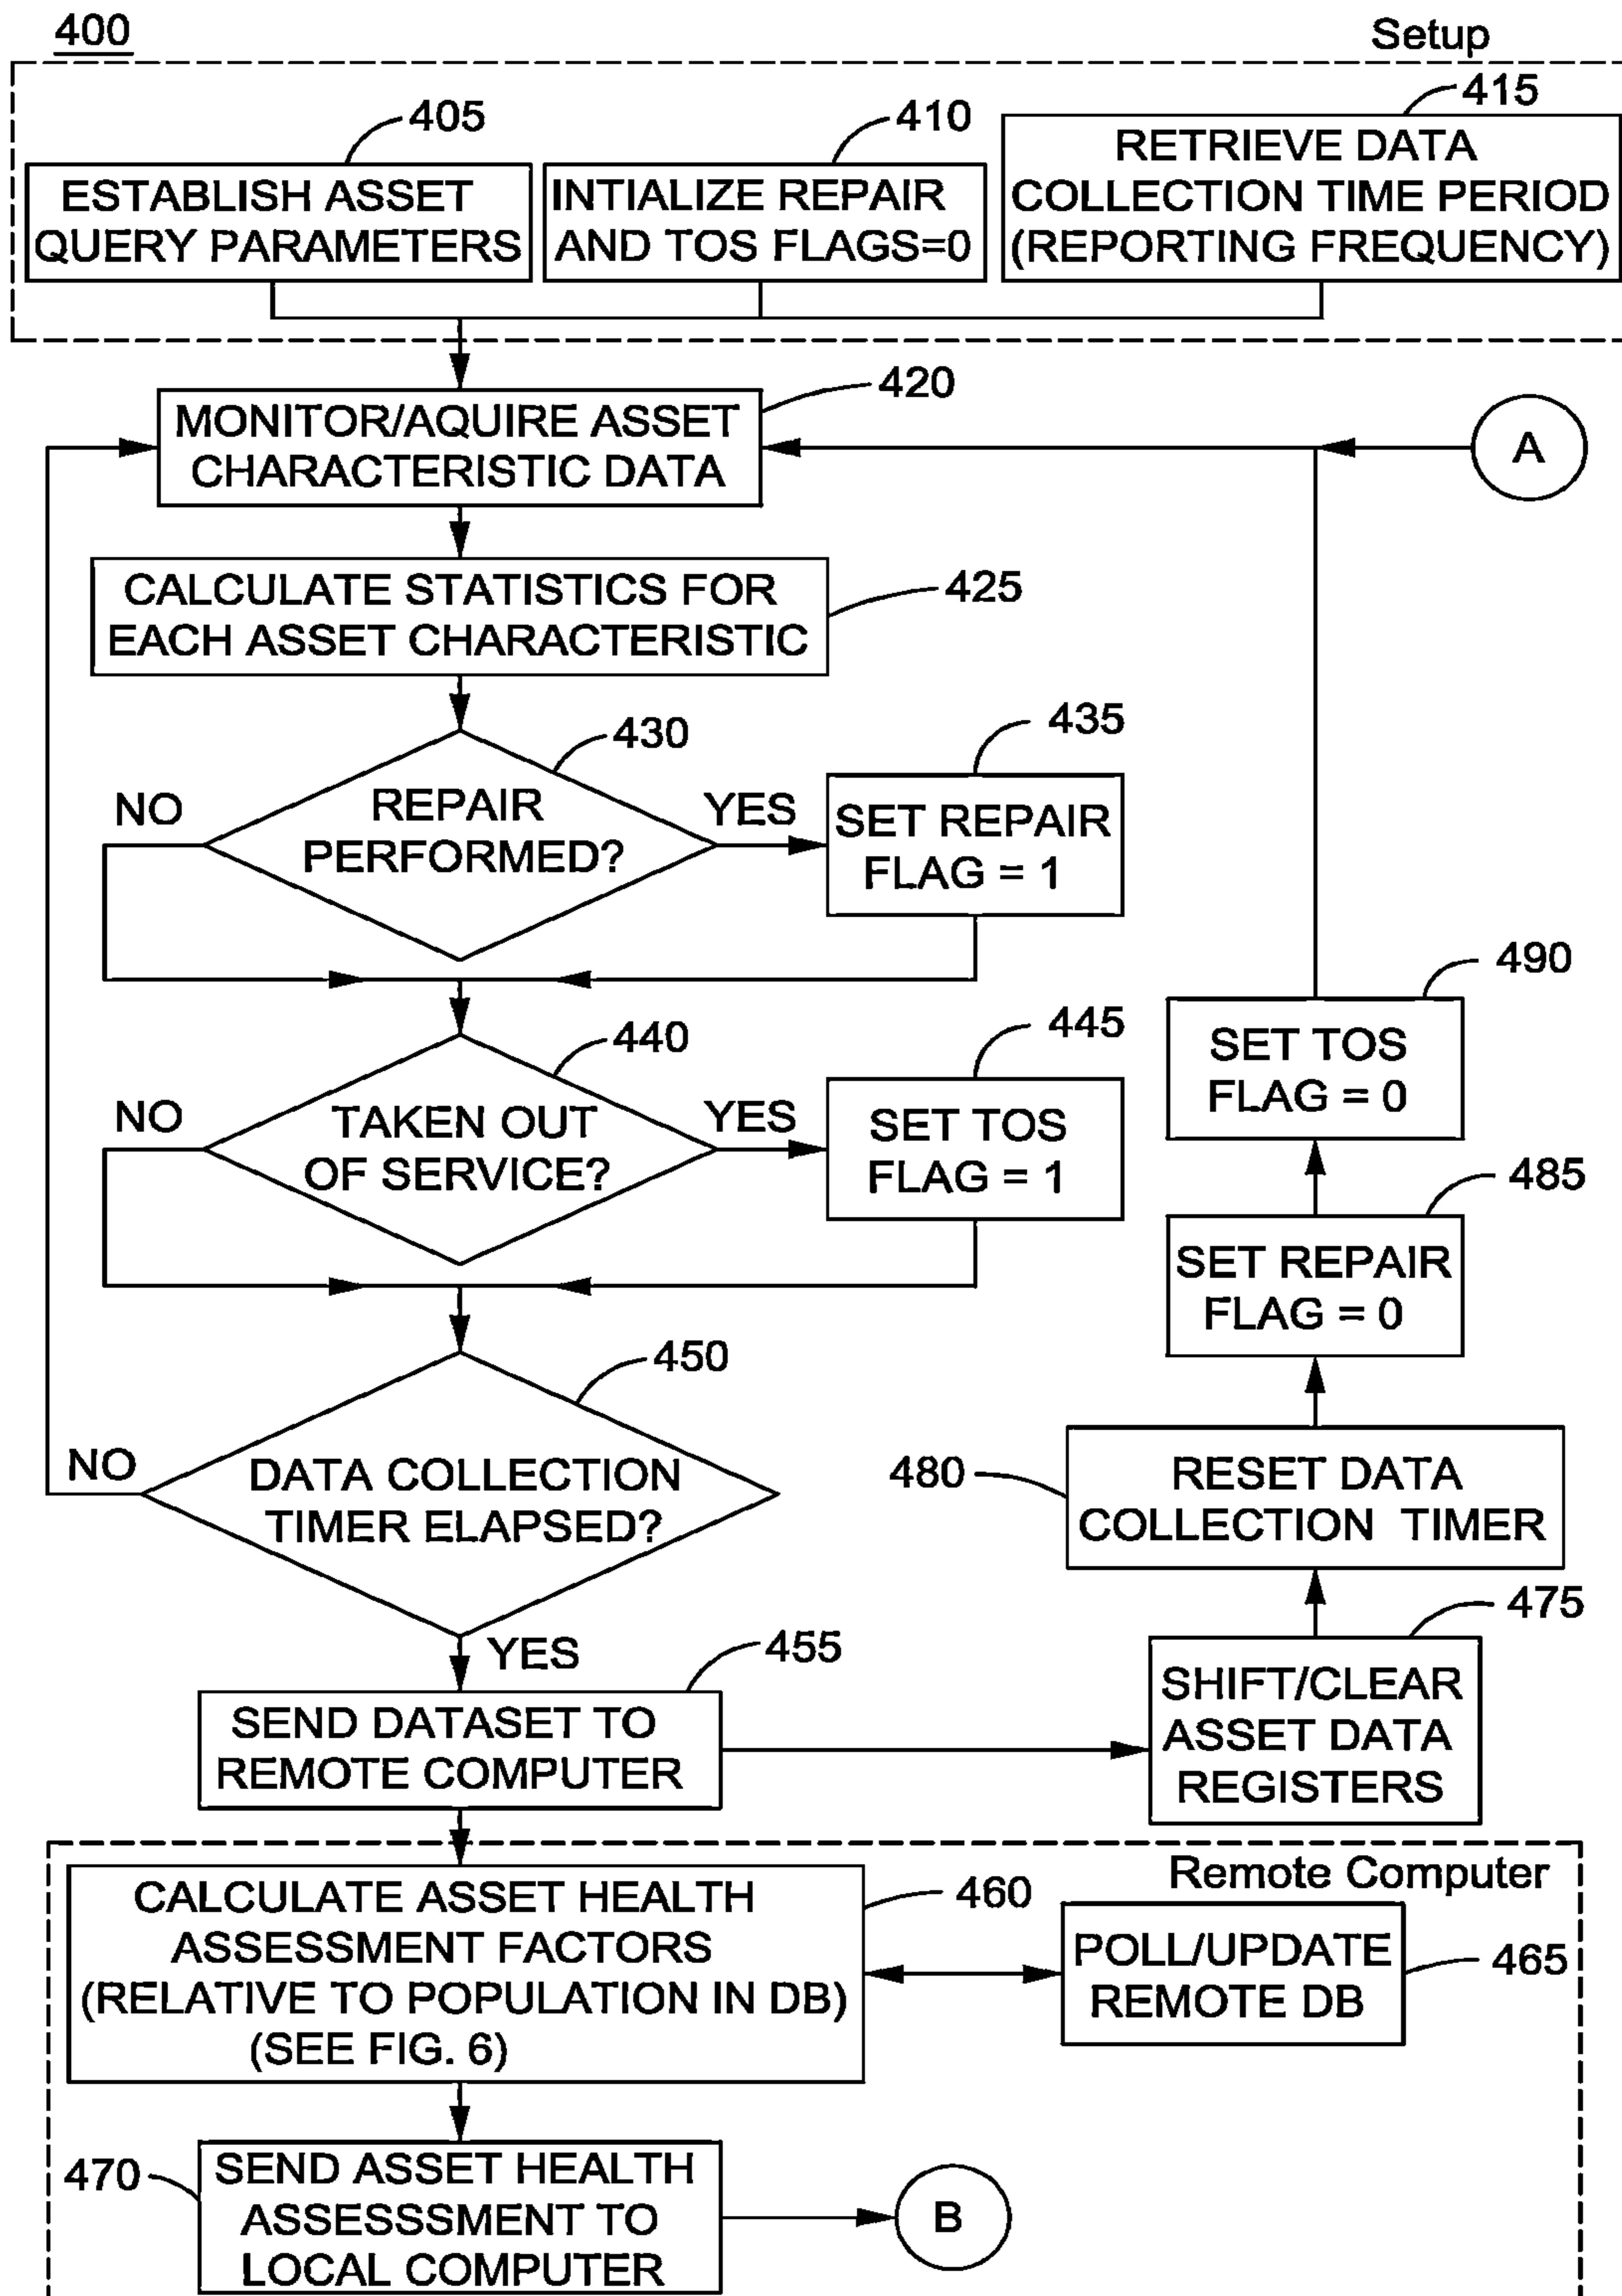 400
Setup
405
410
415
ESTABLISH ASSET
QUERY PARAMETERS
INTIALIZE REPAIR
AND TOS FLAGS=0
RETRIEVE DATA
COLLECTION TIME PERIOD
(REPORTING FREQUENCY)
420
MONITOR/AQUIRE ASSET
CHARACTERISTIC DATA
A
425
CALCULATE STATISTICS FOR
EACH ASSET CHARACTERISTIC
430
REPAIR
PERFORMED?
NO
YES
435
SET REPAIR
FLAG = 1
440
TAKEN OUT
OF SERVICE?
NO
YES
445
SET TOS
FLAG = 1
490
SET TOS
FLAG = 0
485
SET REPAIR
FLAG = 0
450
DATA COLLECTION
TIMER ELAPSED?
NO
YES
480
RESET DATA
COLLECTION TIMER
475
SHIFT/CLEAR
ASSET DATA
REGISTERS
455
SEND DATASET TO
REMOTE COMPUTER
Remote Computer
460
CALCULATE ASSET HEALTH
ASSESSMENT FACTORS
(RELATIVE TO POPULATION IN DB)
(SEE FIG. 6)
POLL/UPDATE
REMOTE DB
465
470
SEND ASSET HEALTH
ASSESSSMENT TO
LOCAL COMPUTER
B